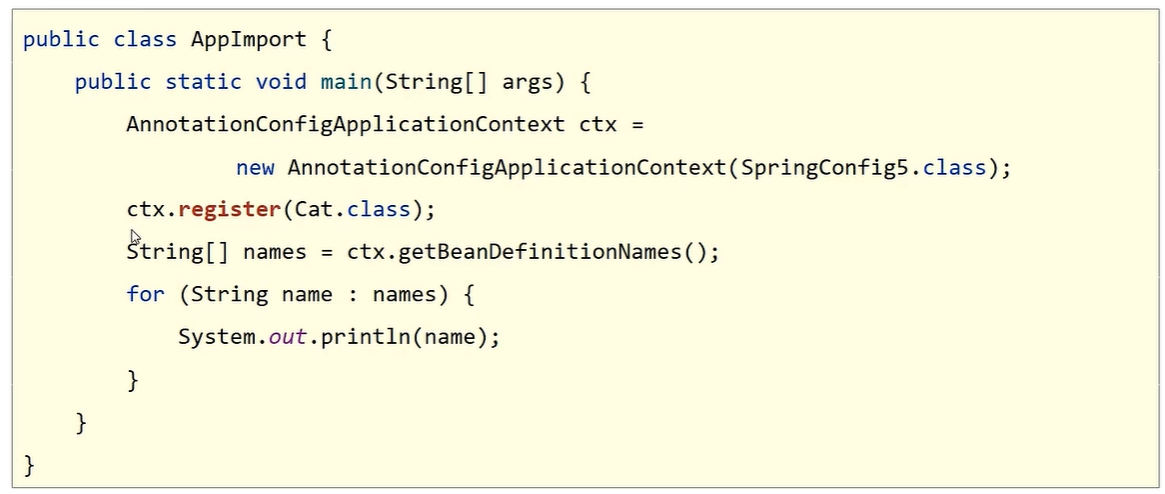 public class AppImport {
    public static void main(String[] args) {
        AnnotationConfigApplicationContext ctx =
                new AnnotationConfigApplicationContext(SpringConfig5.class);
        ctx.register(Cat.class);
        String[] names = ctx.getBeanDefinitionNames();
        for (String name : names) {
            System.out.println(name);
        }
    }
}